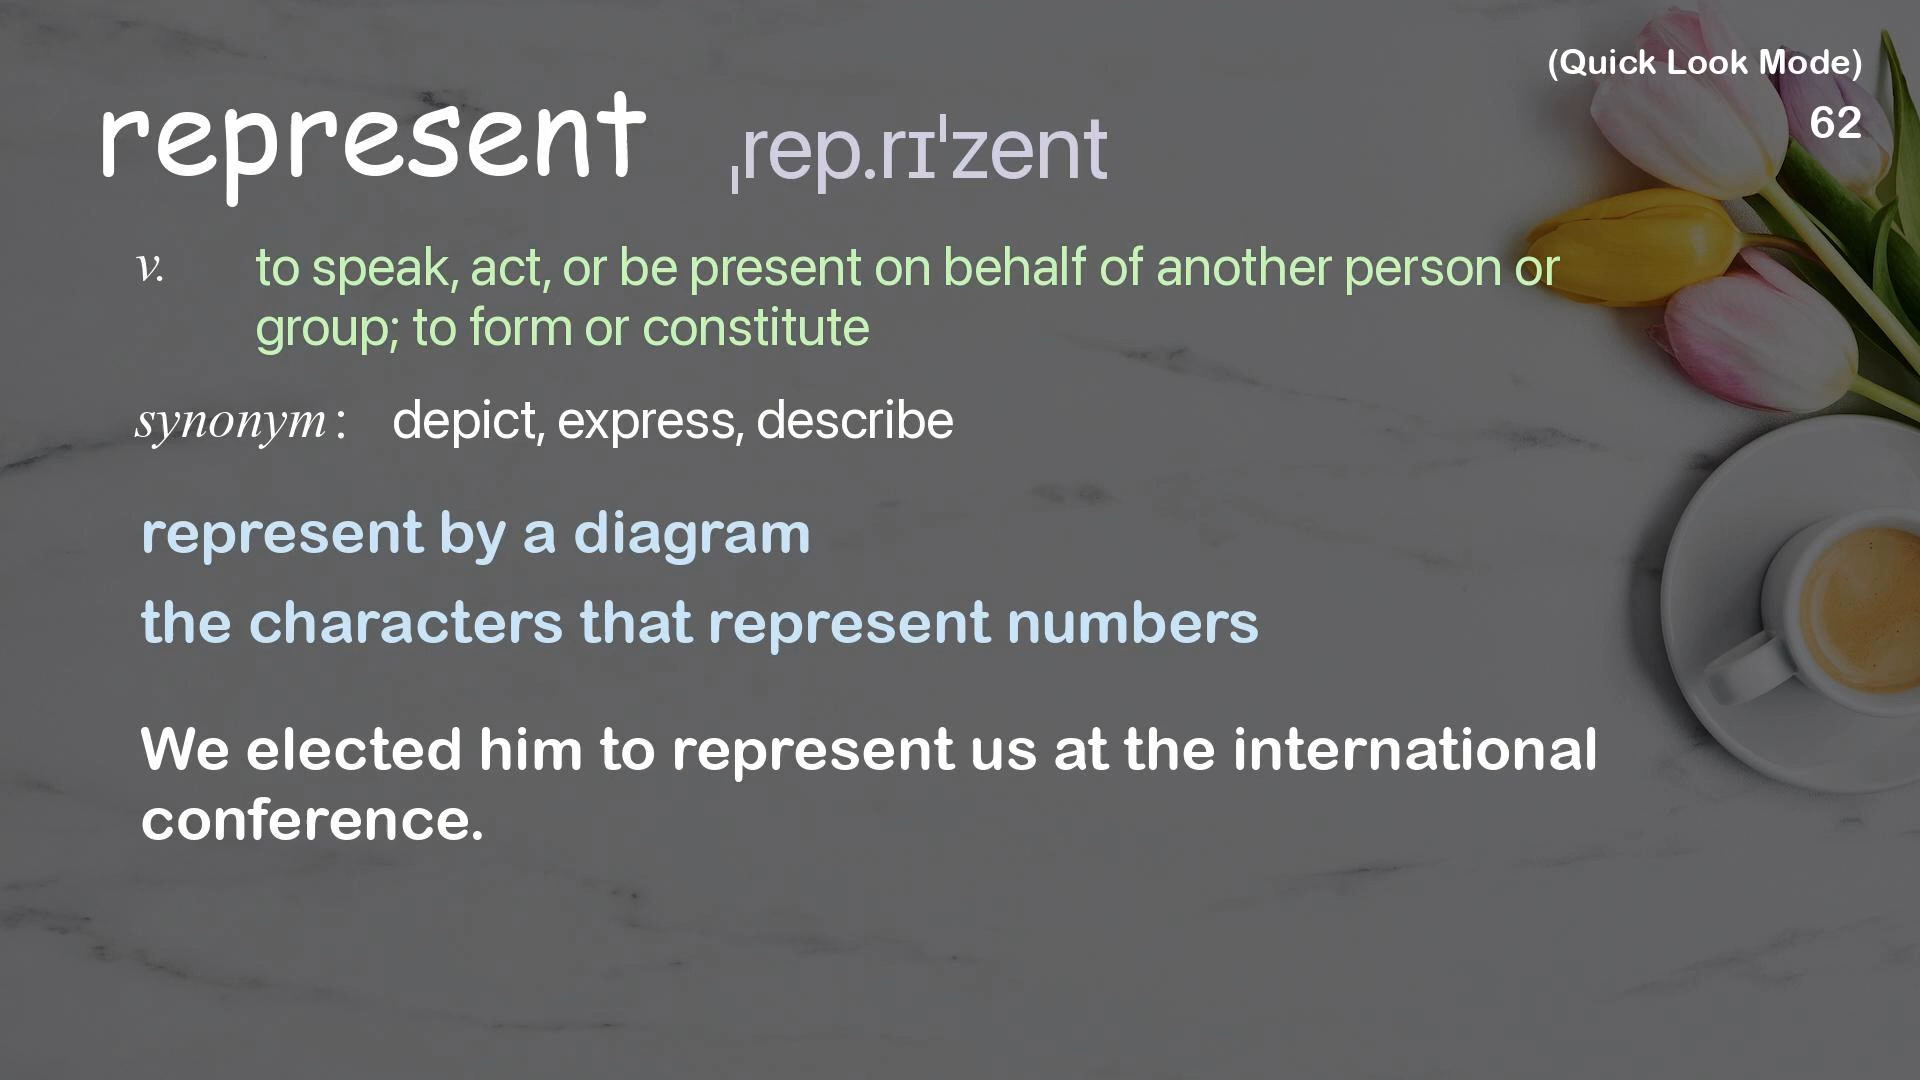 (Quick Look Mode)
62
represent ˌrep.rɪˈzent
v. to speak, act, or be present on behalf of another person or
group; to form or constitute
synonym : depict, express, describe
represent by a diagram
the characters that represent numbers
We elected him to represent us at the international
conference.